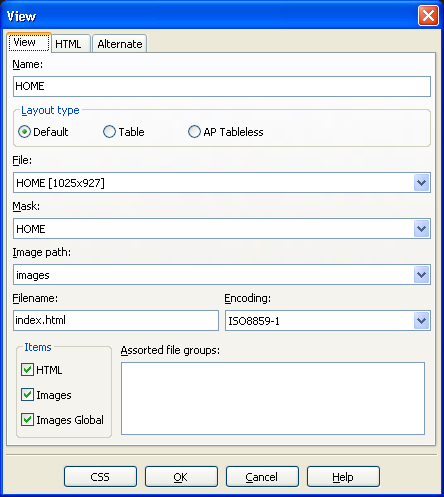 View
View HTML Alternate
Name:
HOME
Layout type
Default Table AP Tableless
File:
HOME [1025x927]
Mask:
HOME
Image path:
images
Filename: Encoding:
index.html ISO8859-1
Items Assorted file groups:
HTML
Images
Images Global
CSS OK Cancel Help